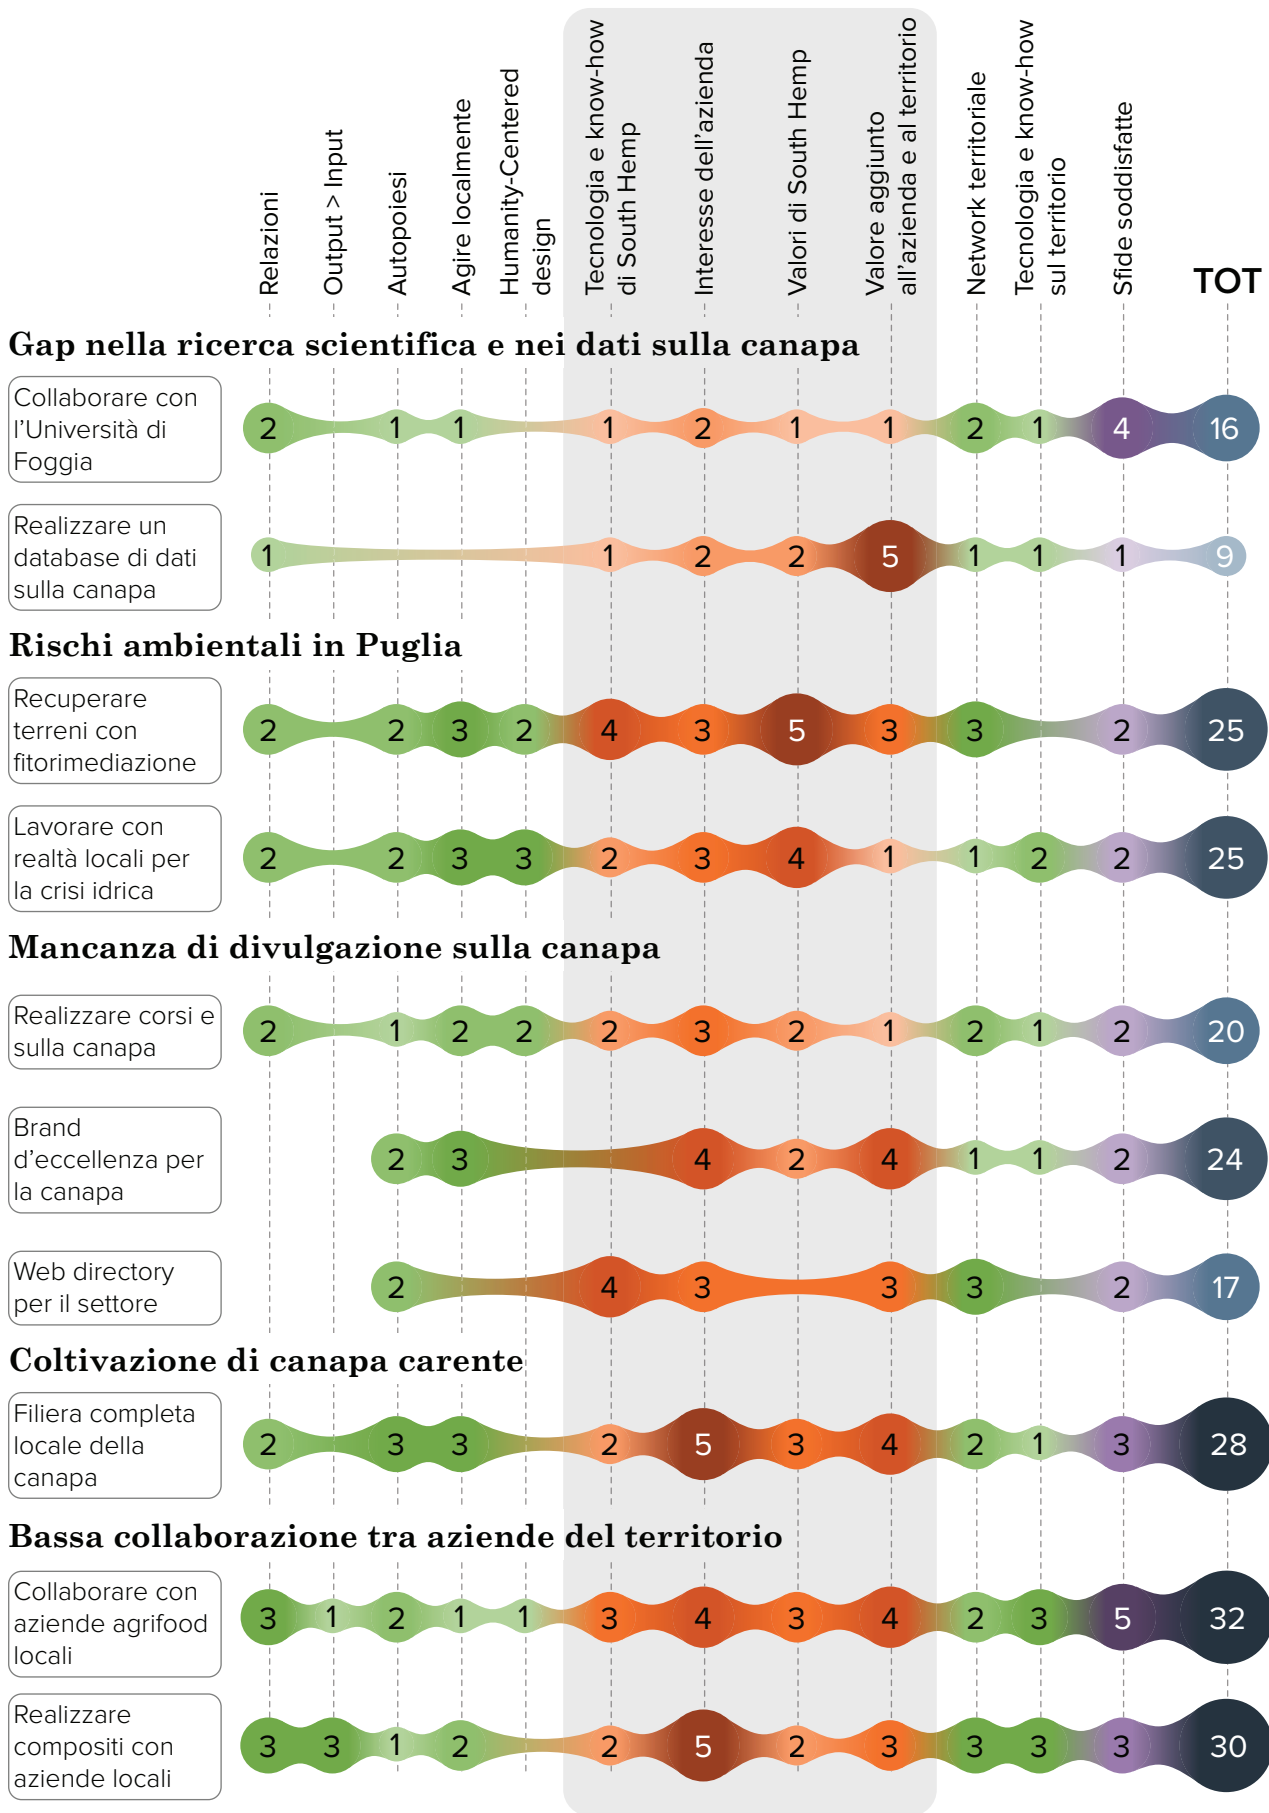 Relazioni
Output > Input
Autopoiesi
Agire localmente
Humanity-Centered
design
Tecnologia e know-how
di South Hemp
Interesse dell'azienda
Valori di South Hemp
Valore aggiunto
all'azienda e al territorio
Network territoriale
Tecnologia e know-how
sul territorio
Sfide soddisfatte
TOT
Gap nella ricerca scientifica e nei dati sulla canapa
Collaborare con
l'Università di
Foggia
2 1 1 1 2 1 1 2 1 4 16
Realizzare un
database di dati
sulla canapa
1 1 2 2 5 1 1 1 9
Rischi ambientali in Puglia
Recuperare
terreni con
fitorimediazione
2 2 3 2 4 3 5 3 3 2 25
Lavorare con
realtà locali per
la crisi idrica
2 2 3 3 2 3 4 1 1 2 2 25
Mancanza di divulgazione sulla canapa
Realizzare corsi e
sulla canapa
2 1 2 2 2 3 2 1 2 1 2 20
Brand
d'eccellenza per
la canapa
2 3 4 2 4 1 1 2 24
Web directory
per il settore
2 4 3 3 3 2 17
Coltivazione di canapa carente
Filiera completa
locale della
canapa
2 3 3 2 5 3 4 2 1 3 28
Bassa collaborazione tra aziende del territorio
Collaborare con
aziende agrifood
locali
3 1 2 1 1 3 4 3 4 2 3 5 32
Realizzare
compositi con
aziende locali
3 3 1 2 2 5 2 3 3 3 3 30